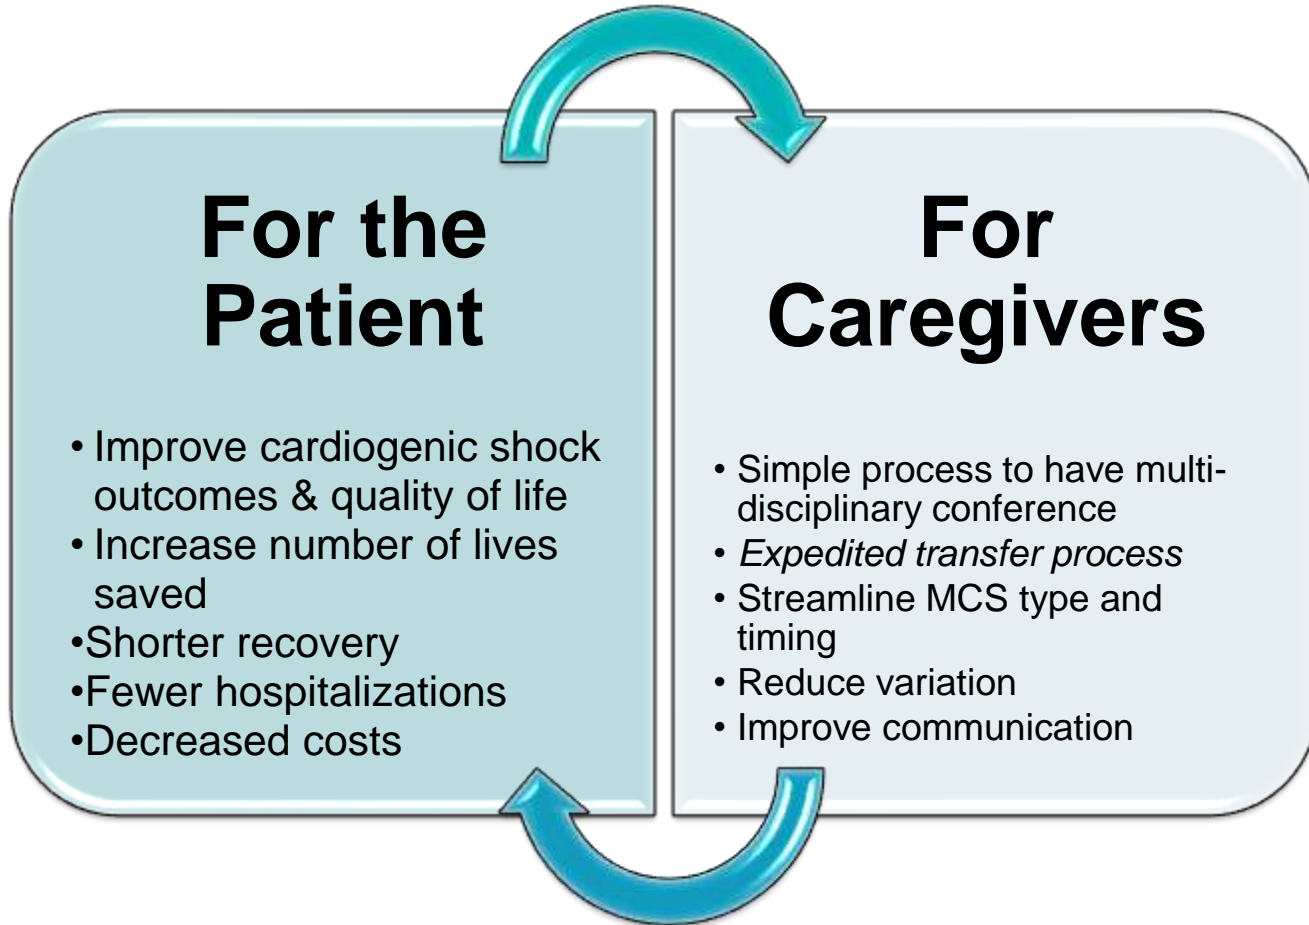 For the
Patient
• Improve cardiogenic shock
outcomes & quality of life
• Increase number of lives
saved
•Shorter recovery
•Fewer hospitalizations
•Decreased costs
For
Caregivers
• Simple process to have multi-
disciplinary conference
• Expedited transfer process
• Streamline MCS type and
timing
• Reduce variation
• Improve communication